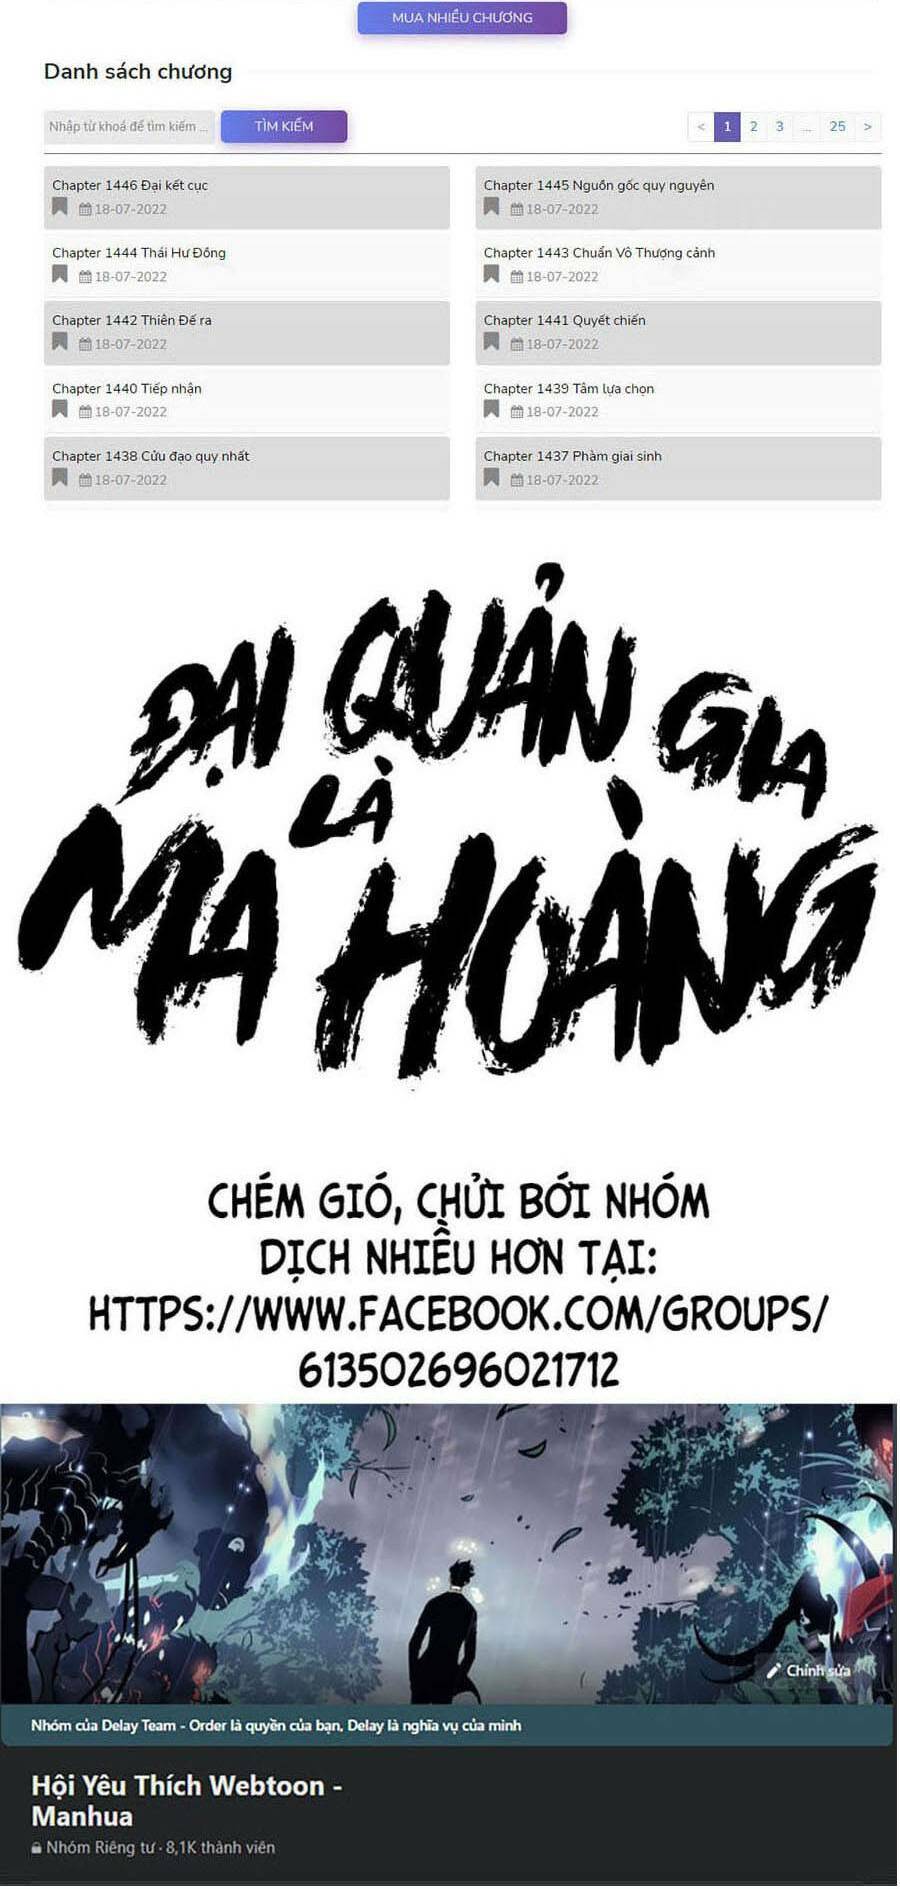 MUA NHIỀU CHƯƠNG
Danh sách chương
Nhập từ khoá để tìm kiếm ...
TÌM KIẾM
< 1 2 3 ... 25 >
Chapter 1446 Đại kết cục
18-07-2022
Chapter 1445 Nguồn gốc quy nguyên
18-07-2022
Chapter 1444 Thái Hư Đồng
18-07-2022
Chapter 1443 Chuẩn Vô Thượng cảnh
18-07-2022
Chapter 1442 Thiên Đế ra
18-07-2022
Chapter 1441 Quyết chiến
18-07-2022
Chapter 1440 Tiếp nhận
18-07-2022
Chapter 1439 Tâm lựa chọn
18-07-2022
Chapter 1438 Cửu đạo quy nhất
18-07-2022
Chapter 1437 Phàm giai sinh
18-07-2022
ĐẠI QUẢN GIA
LÀ
MA HOÀNG
CHÉM GIÓ, CHỬI BỚI NHÓM
DỊCH NHIỀU HƠN TẠI:
HTTPS://WWW.FACEBOOK.COM/GROUPS/
613502696021712
Chỉnh sửa
Nhóm của Delay Team - Order là quyền của bạn, Delay là nghĩa vụ của mình
Hội Yêu Thích Webtoon -
Manhua
Nhóm Riêng tư · 8,1K thành viên